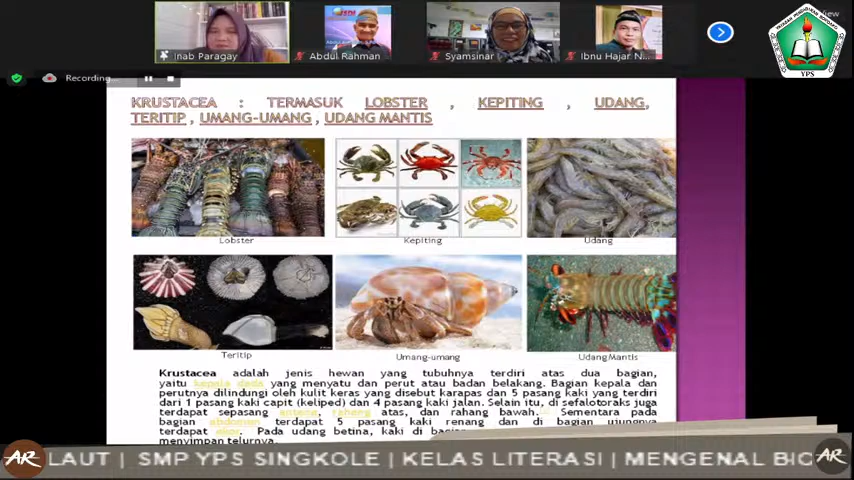 View
YPS
Inab Paragay
Abdul Rahman
Syamsinar
Ibnu Hajar N...
Recording...
KRUSTACEA : TERMASUK LOBSTER , KEPITING , UDANG,
TERITIP , UMANG-UMANG , UDANG MANTIS
Lobster
Kepiting
Udang
Teritip
Umang-umang
Udang Mantis
Krustacea adalah jenis hewan yang tubuhnya terdiri atas dua bagian,
yaitu kepala dada yang menyatu dan perut atau badan belakang. Bagian kepala dan
perutnya dilindungi oleh kulit keras yang disebut karapas dan 5 pasang kaki yang terdiri
dari 1 pasang kaki capit (keliped) dan 4 pasang kaki jalan. Selain itu, di sefalotoraks juga
terdapat sepasang antena, rahang atas, dan rahang bawah. Sementara pada
bagian abdomen terdapat 5 pasang kaki renang dan di bagian ujungnya
terdapat ekor. Pada udang betina, kaki di
menyimpan telurnya.
AR LAUT | SMP YPS SINGKOLE | KELAS LITERASI | MENGENAL BIO AR